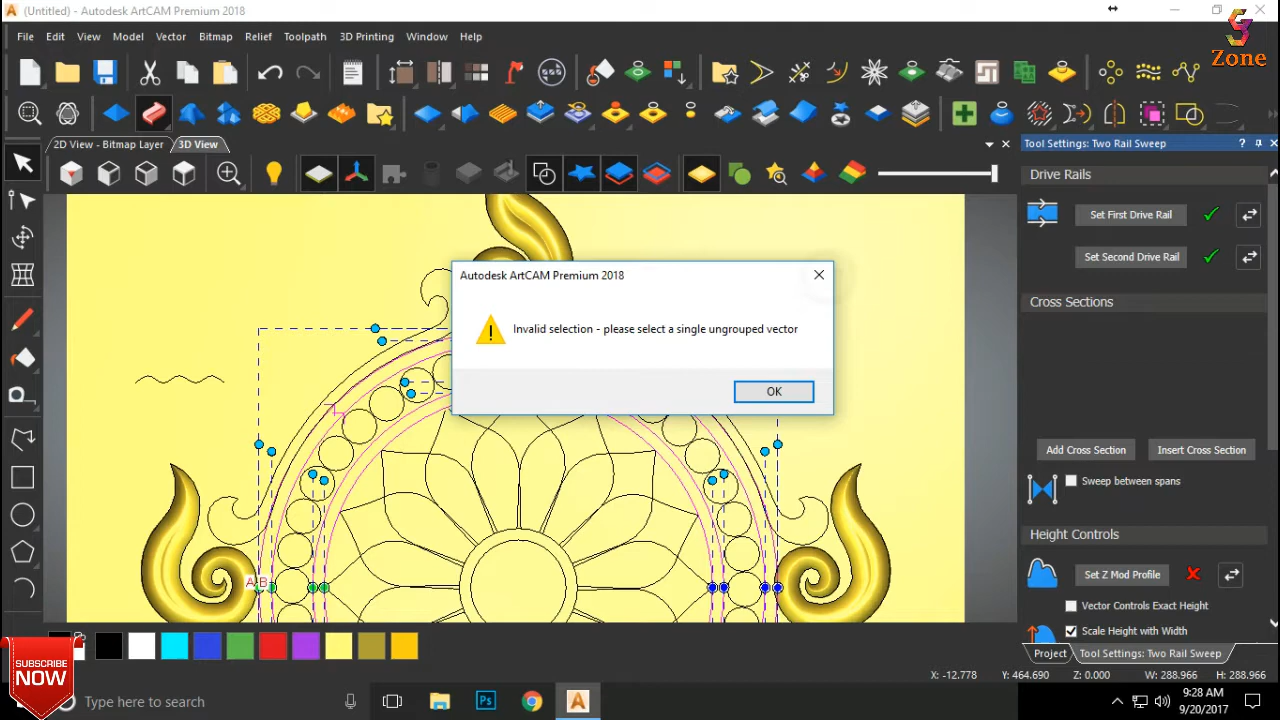 (Untitled) - Autodesk ArtCAM Premium 2018
File Edit View Model Vector Bitmap Relief Toolpath 3D Printing Window Help
Zone
2D View - Bitmap Layer 3D View
Tool Settings: Two Rail Sweep
Drive Rails
Set First Drive Rail
Set Second Drive Rail
Cross Sections
Autodesk ArtCAM Premium 2018
Invalid selection - please select a single ungrouped vector
OK
Add Cross Section Insert Cross Section
Sweep between spans
Height Controls
Set Z Mod Profile
Vector Controls Exact Height
Scale Height with Width
A B
Project Tool Settings: Two Rail Sweep
X: -12.778 Y: 464.690 Z: 0.000 W: 288.966 H: 288.966
SUBSCRIBE
NOW
Type here to search
Ps
A
9:28 AM
9/20/2017